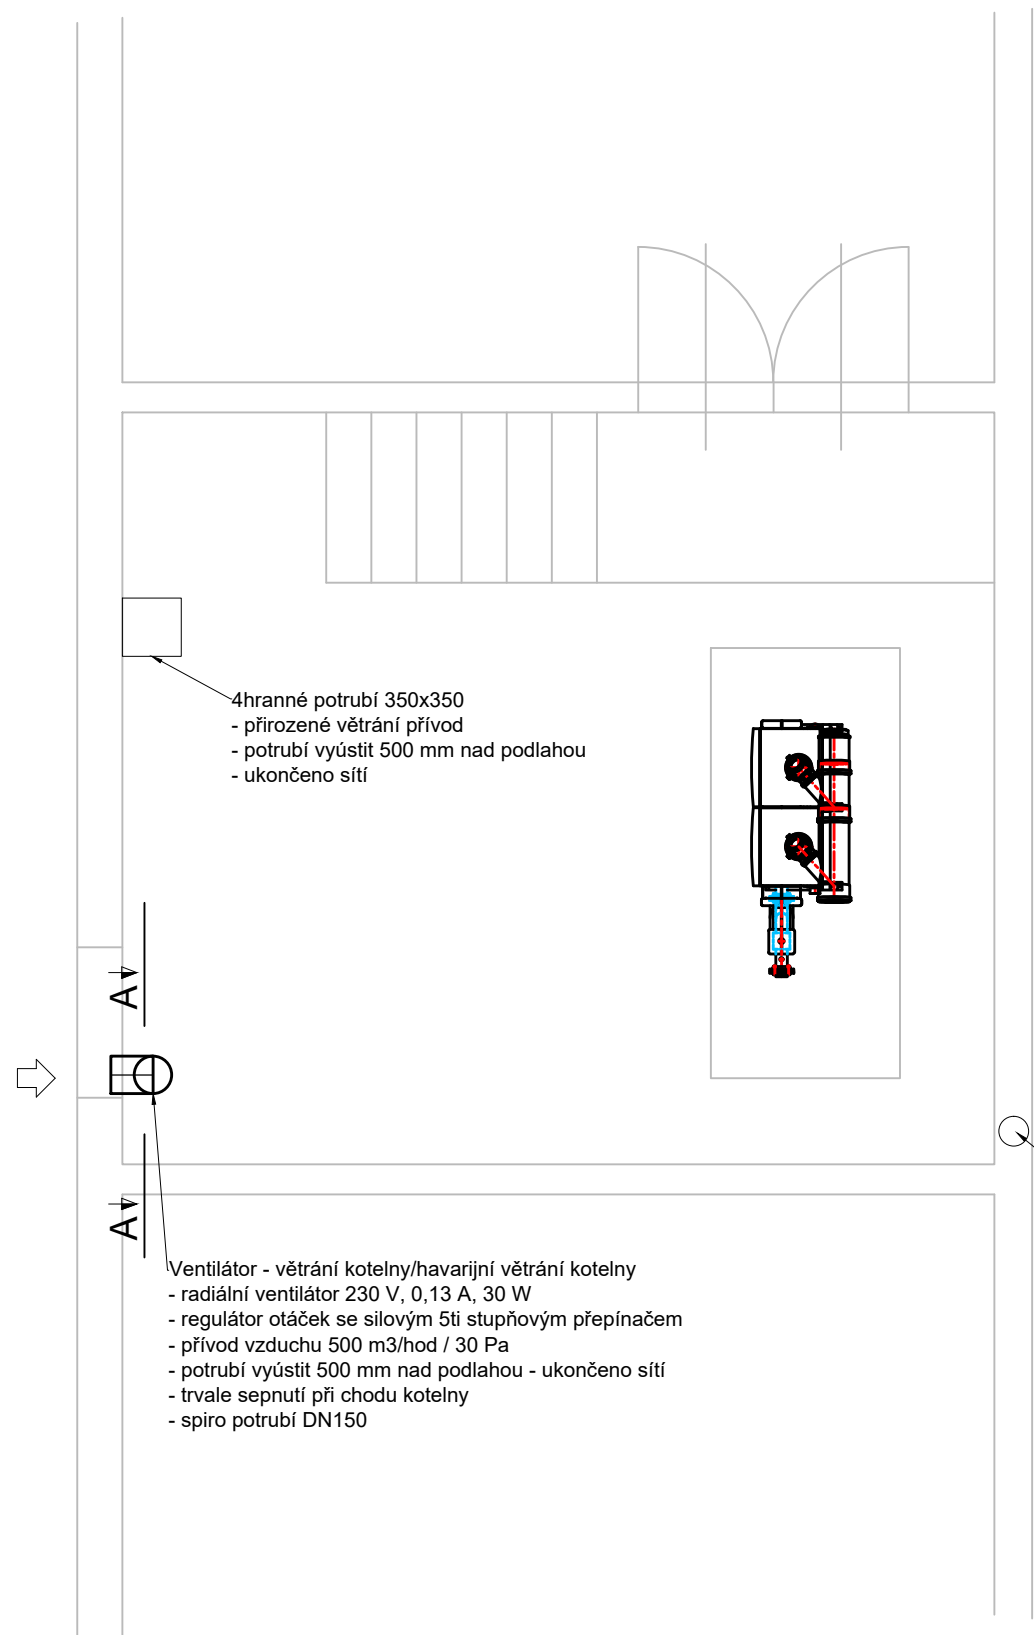 4hranné potrubí 350x350
- přirozené větrání přívod
- potrubí vyústit 500 mm nad podlahou
- ukončeno sítí
A
A
Ventilátor - větrání kotelny/havarijní větrání kotelny
- radiální ventilátor 230 V, 0,13 A, 30 W
- regulátor otáček se silovým 5ti stupňovým přepínačem
- přívod vzduchu 500 m3/hod / 30 Pa
- potrubí vyústit 500 mm nad podlahou - ukončeno sítí
- trvale sepnutí při chodu kotelny
- spiro potrubí DN150